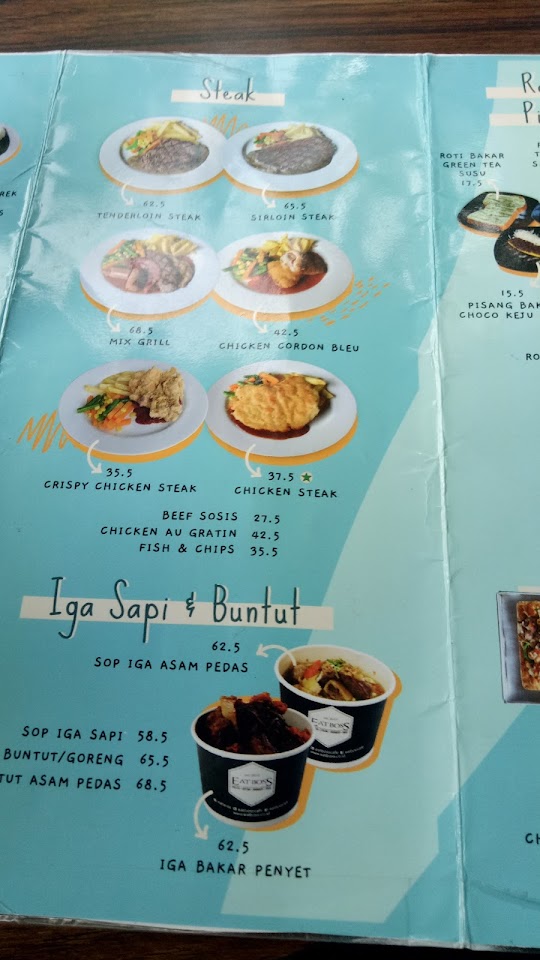 Steak
62.5
TENDERLOIN STEAK
65.5
SIRLOIN STEAK
68.5
MIX GRILL
42.5
CHICKEN CORDON BLEU
35.5
CRISPY CHICKEN STEAK
37.5
CHICKEN STEAK
BEEF SOSIS 27.5
CHICKEN AU GRATIN 42.5
FISH & CHIPS 35.5
Iga Sapi & Buntut
62.5
SOP IGA ASAM PEDAS
SOP IGA SAPI 58.5
BUNTUT/GORENG 65.5
TUT ASAM PEDAS 68.5
EATBOSS
EATBOSS
62.5
IGA BAKAR PENYET
ROTI BAKAR
GREEN TEA
SUSU
17.5
15.5
PISANG BAK
CHOCO KEJU
RO
CH